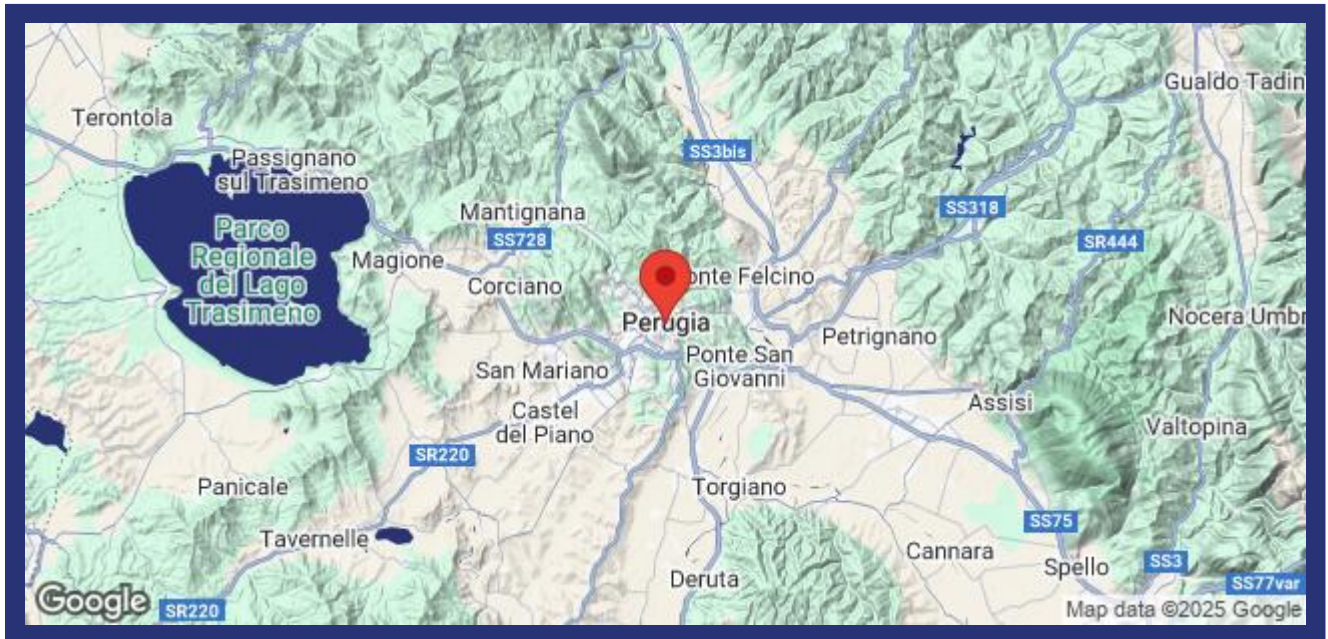 Gualdo Tadin
Terontola
SS3bis
Passignano
sul Trasimeno
Mantignana
SS318
Parco
Regionale
del Lago
Trasimeno
SS728
SR444
Magione
Corciano
onte Felcino
Perugia
Nocera Umbr
Petrignano
Ponte San
Giovanni
San Mariano
Assisi
Castel
del Piano
Valtopina
SR220
Panicale
Torgiano
SS75
Tavernelle
Cannara
SS3
Spello
Deruta
SS77var
Google
SR220
Map data ©2025 Google